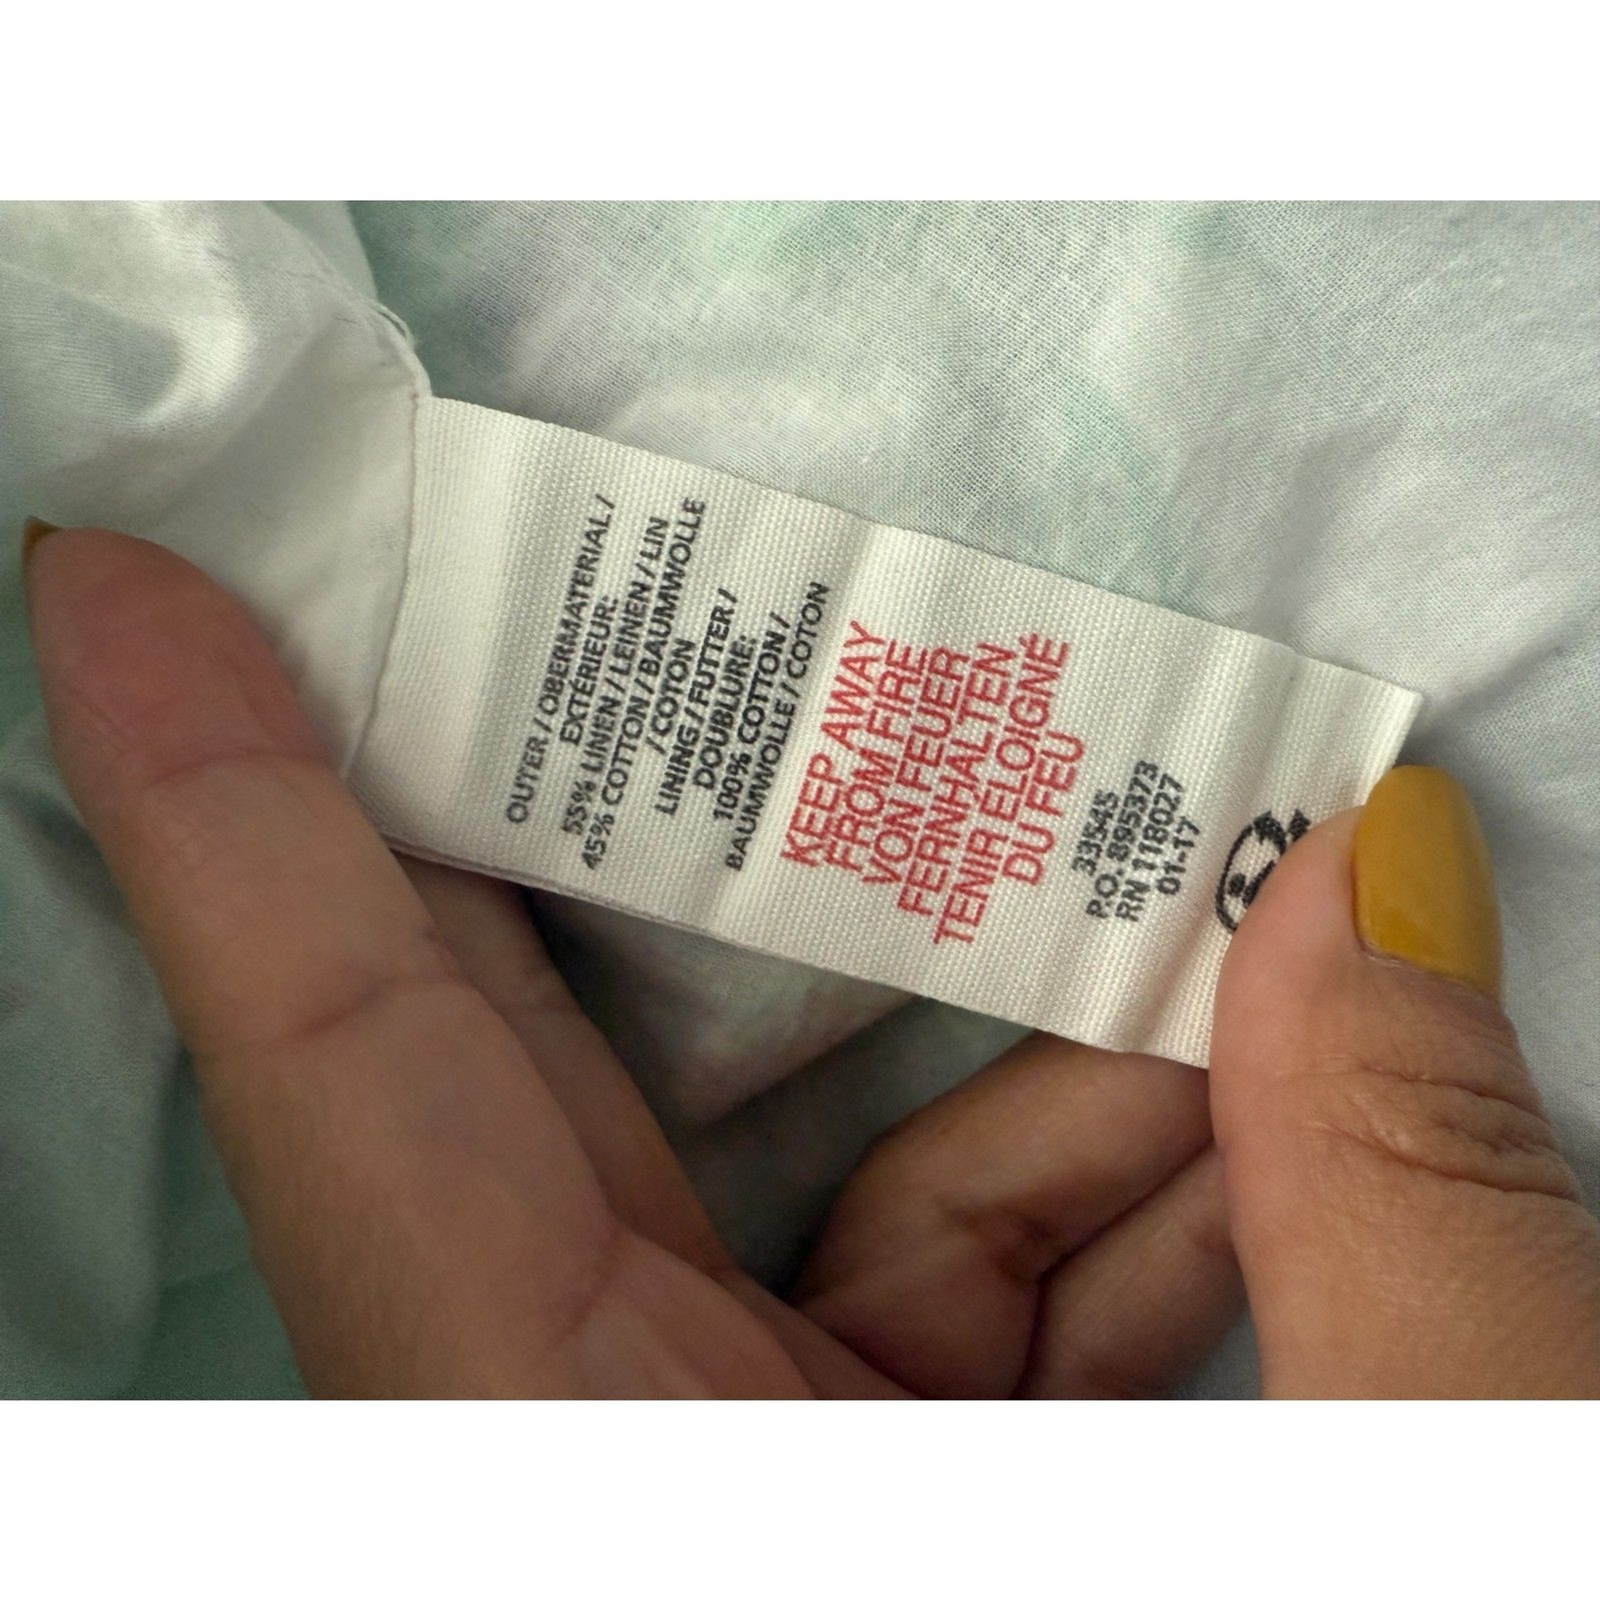 OUTER / OBERMATERIAL /
EXTÉRIEUR:
55% LINEN / LEINEN / LIN
45% COTTON / BAUMWOLLE
/ COTON
LINING / FUTTER /
DOUBLURE:
100% COTTON /
BAUMWOLLE / COTON
KEEP AWAY
FROM FIRE
VON FEUER
FERNHALTEN
TENIR ELOIGNÉ
DU FEU
33545
P.O. 895373
RN 118027
01-17